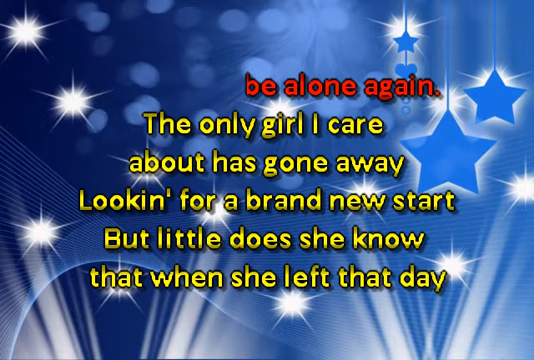 be alone again.
The only girl I care
about has gone away
Lookin' for a brand new start
But little does she know
that when she left that day